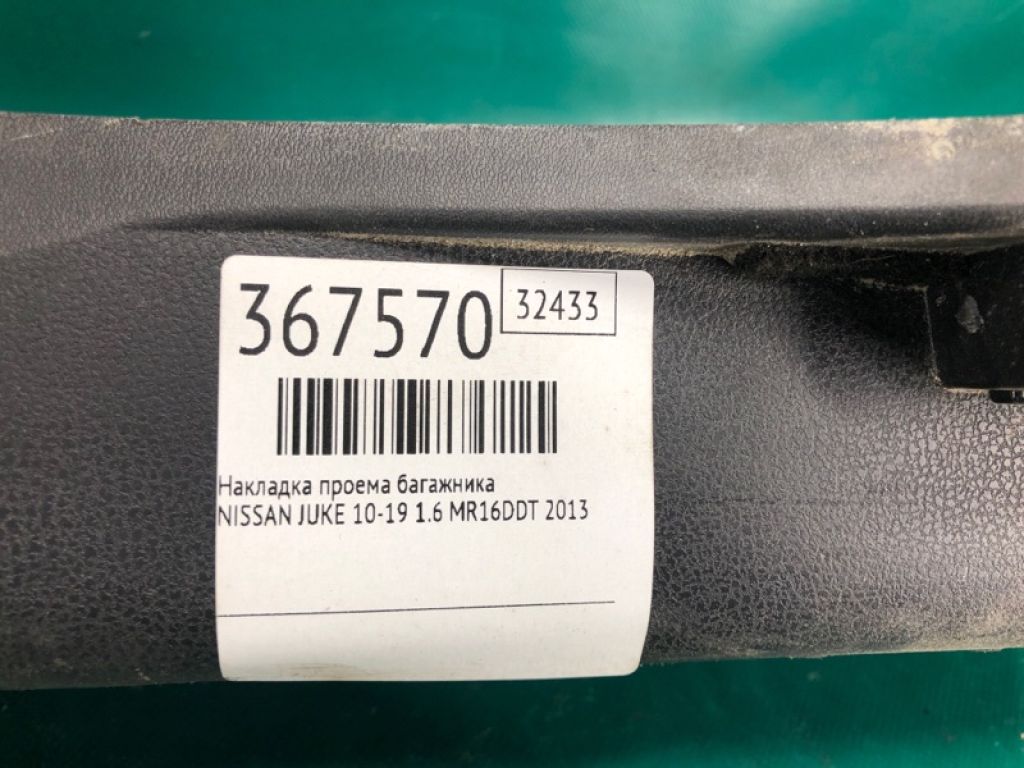 367570
32433
Накладка проема багажника
NISSAN JUKE 10-19 1.6 MR16DDT 2013